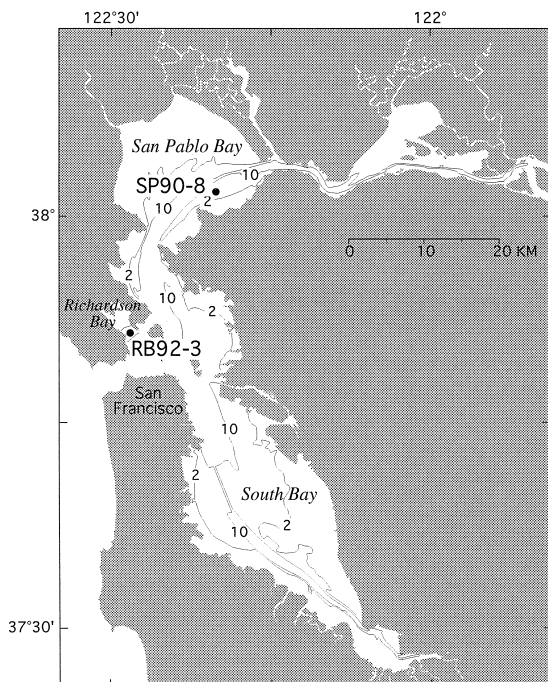 122°30' 122°
San Pablo Bay
SP90-8
10
10
2
38°
0 10 20 KM
2
10
2
Richardson
Bay
RB92-3
San
Francisco
10
2
South Bay
2
10
37°30'